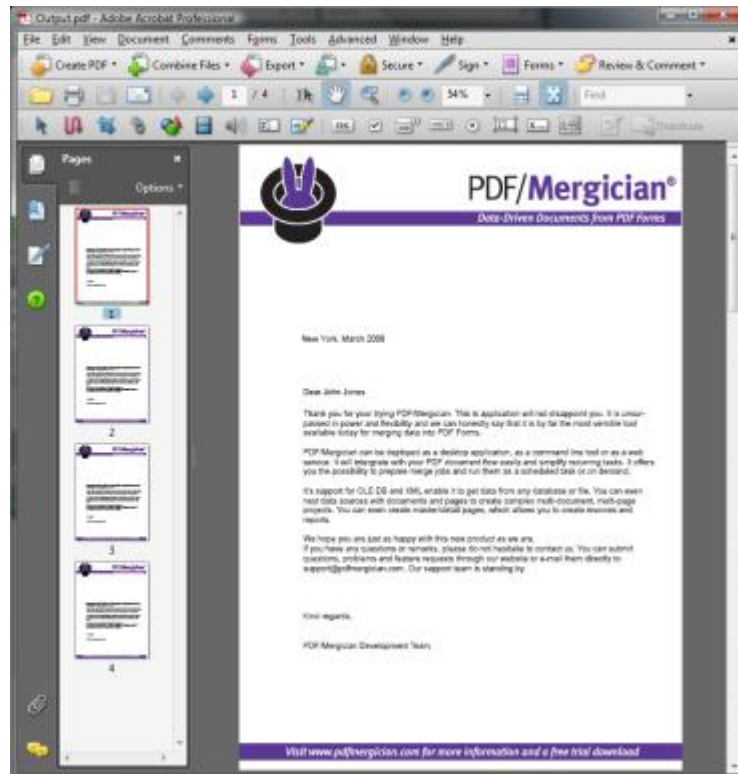 Output.pdf - Adobe Acrobat Professional
File Edit View Document Comments Forms Tools Advanced Window Help
Create PDF Combine Files Export Secure Sign Forms Review & Comment
1 / 4 54% Find
Distribute
Pages
Options
1
2
3
4
PDF/Mergician®
Data-Driven Documents from PDF Forms
New York, March 2008
Dear John Jones
Thank you for your trying PDF/Mergician. This is application will not disappoint you. It is unsur-
passed in power and flexibility and we can honestly say that it is by far the most versitile tool
available today for merging data into PDF Forms.
PDF/Mergician can be deployed as a desktop application, as a command line tool or as a web
service. It will intergrate with your PDF document flow easily and simplify recurring tasks. It offers
you the possibility to prepare merge jobs and run them as a scheduled task or on demand.
It's support for OLE DB and XML enable it to get data from any database or file. You can even
nest data sources with documents and pages to create complex multi-document, multi-page
projects. You can even create master/detail pages, which allows you to create invoices and
reports.
We hope you are just as happy with this new product as we are.
If you have any questions or remarks, please do not hesitate to contact us. You can submit
questions, problems and feature requests through our website or e-mail them directly to
support@pdfmergician.com. Our support team is standing by.
Kind regards,
PDF/Mergician Development Team
Visit www.pdfmergician.com for more information and a free trial download